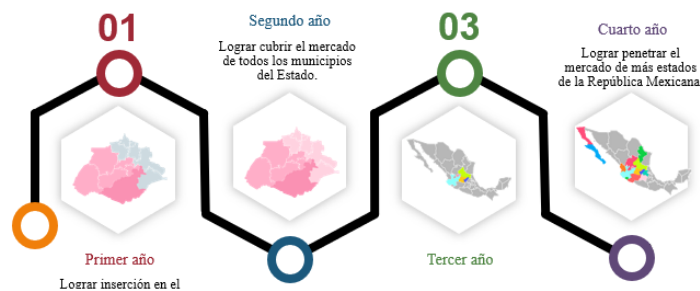 01
Primer año
Lograr inserción en el
Segundo año
Lograr cubrir el mercado
de todos los municipios
del Estado.
03
Tercer año
Cuarto año
Lograr penetrar el
mercado de más estados
de la República Mexicana